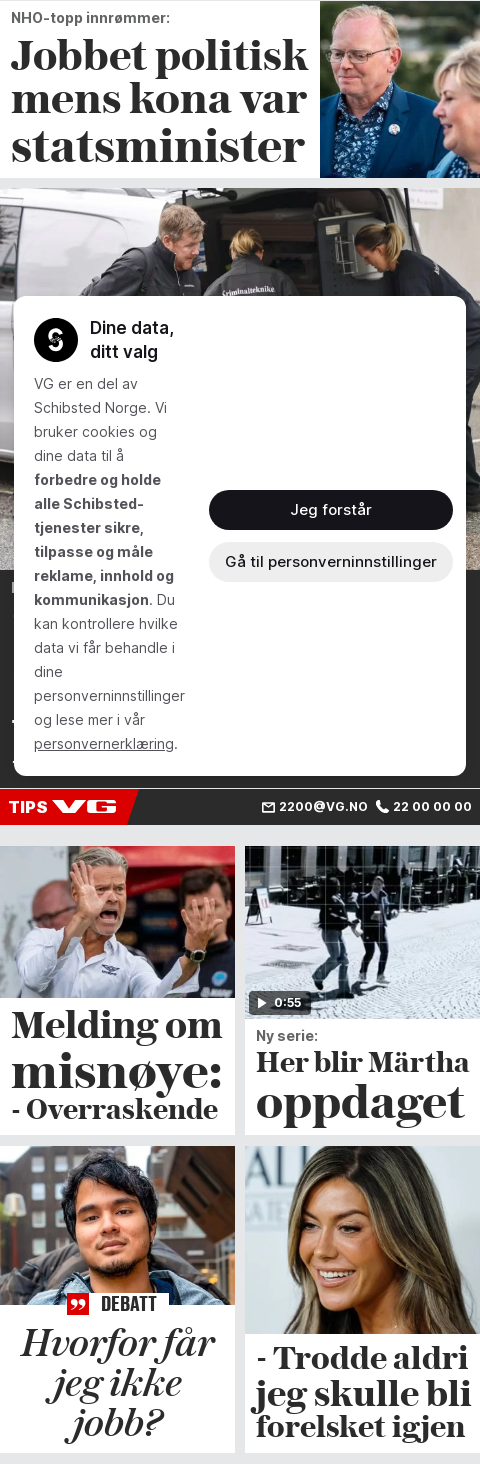 NHO-topp innrømmer:
Jobbet politisk
mens kona var
statsminister
Kriminalteknike
Dine data,
ditt valg
VG er en del av
Schibsted Norge. Vi
bruker cookies og
dine data til å
forbedre og holde
alle Schibsted-
tjenester sikre,
tilpasse og måle
reklame, innhold og
kommunikasjon. Du
kan kontrollere hvilke
data vi får behandle i
dine
personverninnstillinger
og lese mer i vår
personvernerklæring.
Jeg forstår
Gå til personverninnstillinger
TIPS VG
2200@VG.NO 22 00 00 00
Melding om
misnøye:
- Overraskende
0:55
Ny serie:
Her blir Märtha
oppdaget
DEBATT
Hvorfor får
jeg ikke
jobb?
- Trodde aldri
jeg skulle bli
forelsket igjen